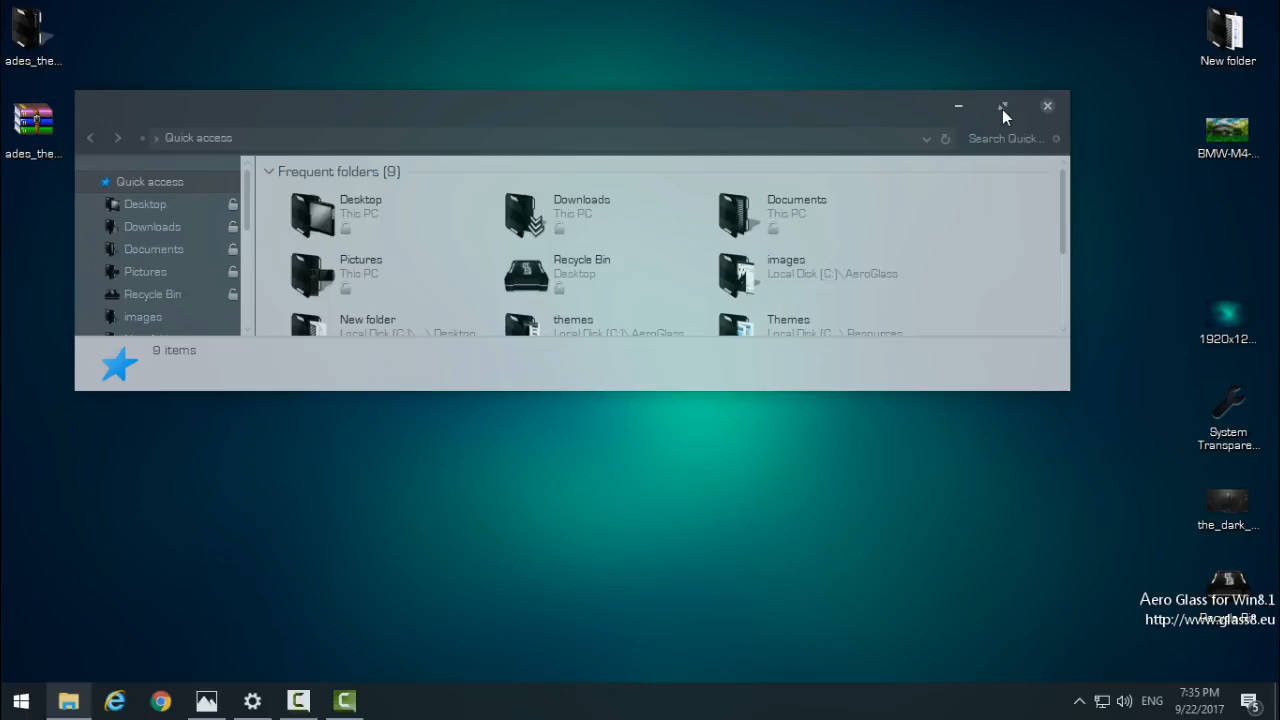 ades_the...
ades_the...
New folder
BMW-M4-...
1920x12...
System
Transpare...
the_dark_...
Recycle Bin
Aero Glass for Win8.1
http://www.glass8.eu
Quick access
Search Quick...
Quick access
Desktop
Downloads
Documents
Pictures
Recycle Bin
images
Frequent folders (9)
Desktop
This PC
Downloads
This PC
Documents
This PC
Pictures
This PC
Recycle Bin
Desktop
images
Local Disk (C:)\AeroGlass
New folder
Local Disk (C:)\...\Desktop
themes
Local Disk (C:)\AeroGlass
Themes
Local Disk (C:...\Resources
9 items
ENG
7:35 PM
9/22/2017
5